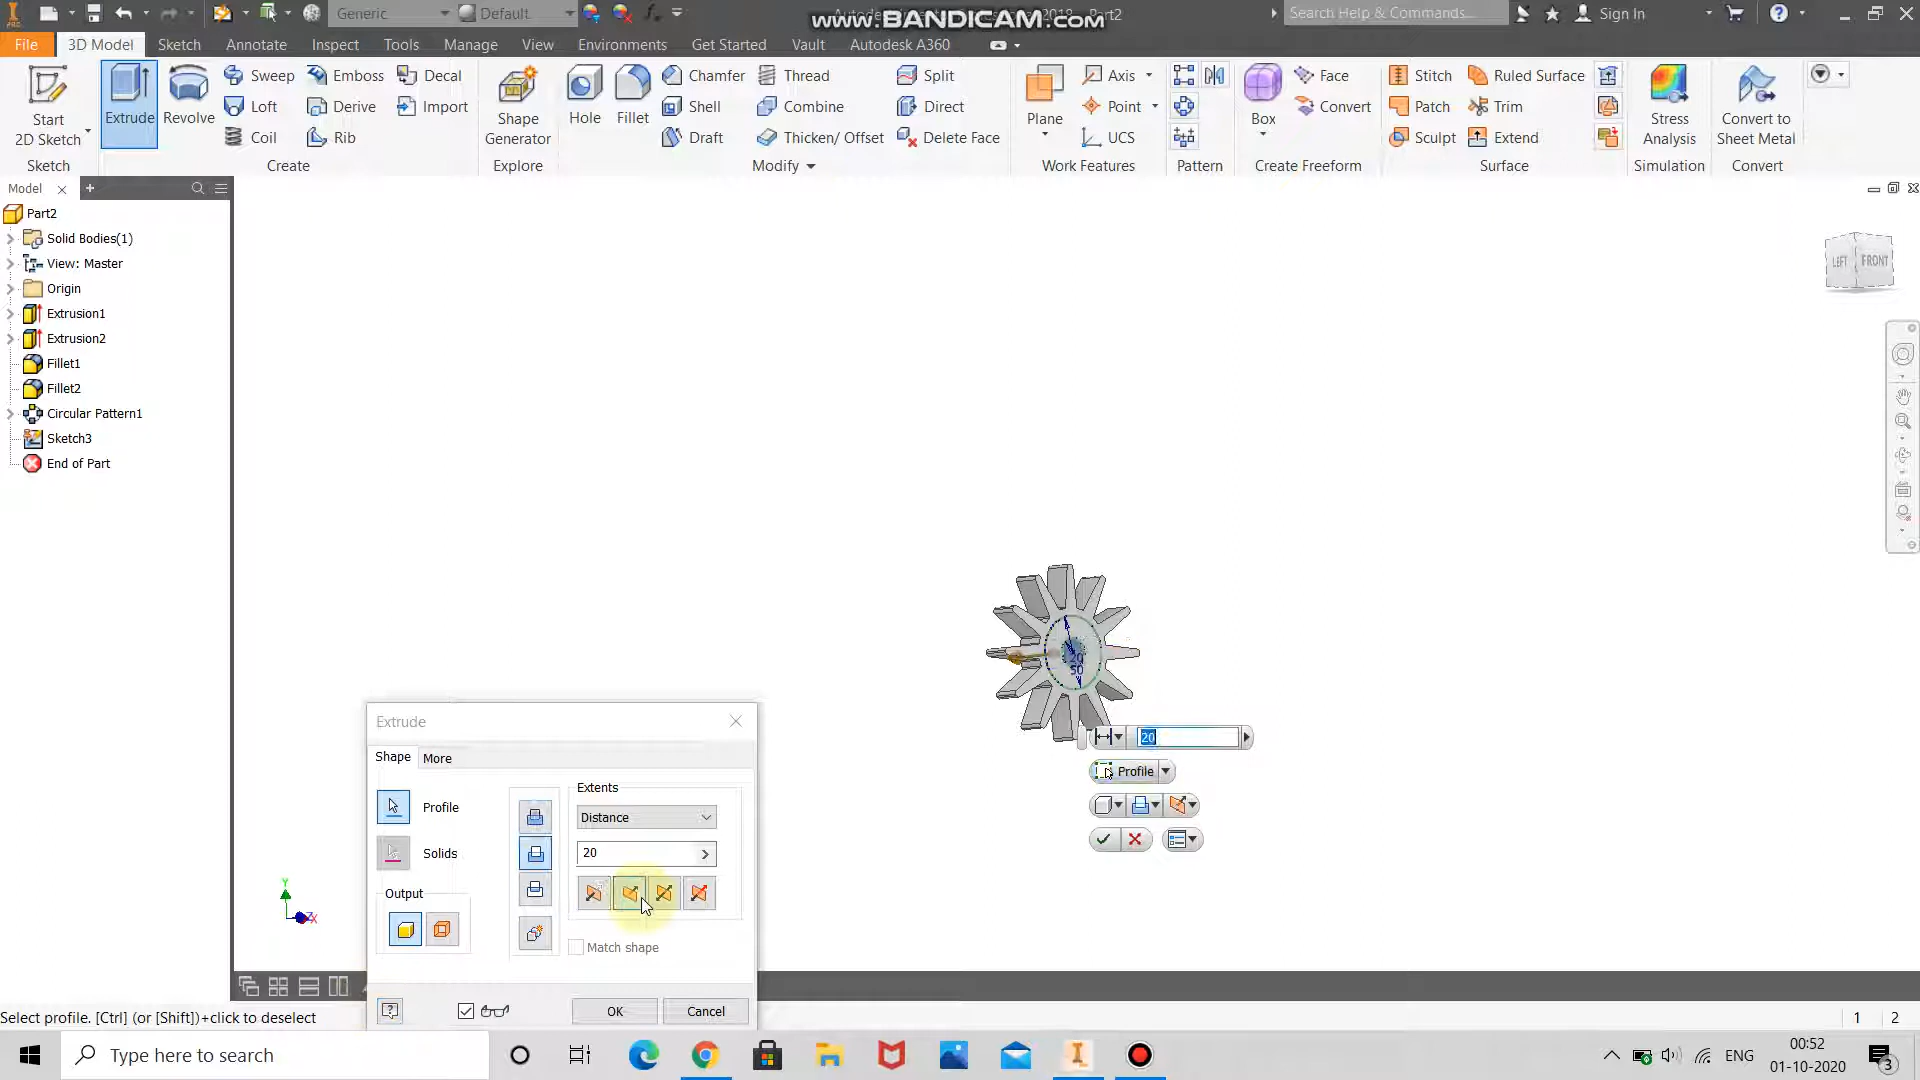 Generic
Default
Autodesk
2018
Part2
www.BANDICAM.com
Search Help & Commands...
Sign In
File
3D Model
Sketch
Annotate
Inspect
Tools
Manage
View
Environments
Get Started
Vault
Autodesk A360
Start
2D Sketch
Extrude
Revolve
Sweep
Loft
Coil
Emboss
Derive
Rib
Decal
Import
Shape
Generator
Hole
Fillet
Chamfer
Shell
Draft
Thread
Combine
Thicken/ Offset
Split
Direct
Delete Face
Plane
Axis
Point
UCS
Box
Face
Convert
Stitch
Patch
Sculpt
Ruled Surface
Trim
Extend
Stress
Analysis
Convert to
Sheet Metal
Sketch
Create
Explore
Modify
Work Features
Pattern
Create Freeform
Surface
Simulation
Convert
Model
Part2
Solid Bodies(1)
View: Master
Origin
Extrusion1
Extrusion2
Fillet1
Fillet2
Circular Pattern1
Sketch3
End of Part
LEFT
FRONT
20
50
20
Profile
Extrude
Shape
More
Profile
Solids
Output
Extents
Distance
20
Match shape
OK
Cancel
Y
X
Select profile. [Ctrl] (or [Shift])+click to deselect
1
2
Type here to search
ENG
00:52
01-10-2020
3